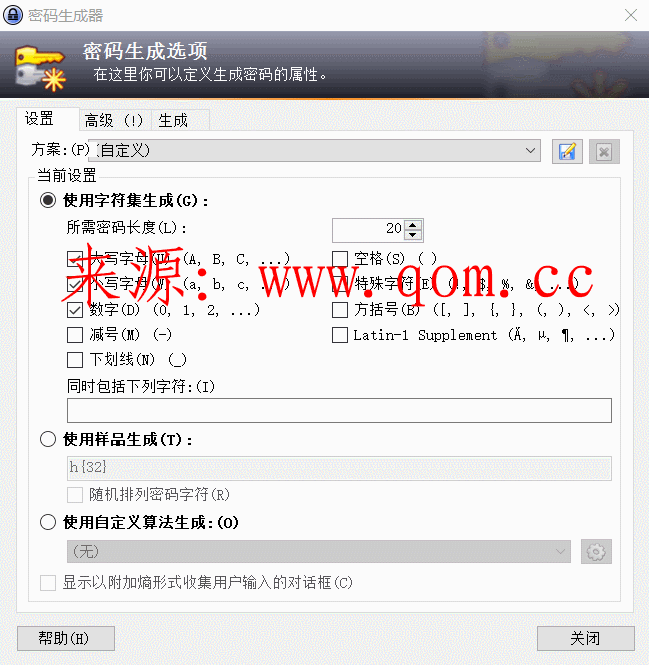 密码生成器
密码生成选项
在这里你可以定义生成密码的属性。
设置 高级 (!) 生成
方案:(P) (自定义)
当前设置
使用字符集生成(G):
所需密码长度(L): 20
大写字母(U) (A, B, C, ...) 空格(S) ( )
来源：www.qom.cc
小写字母(W) (a, b, c, ...) 特殊字符(E) (!, $, %, &, ...)
数字(D) (0, 1, 2, ...) 方括号(B) ([, ], {, }, (, ), <, >)
减号(M) (-) Latin-1 Supplement (Ä, µ, ¶, ...)
下划线(N) (_)
同时包括下列字符:(I)
使用样品生成(T):
h{32}
随机排列密码字符(R)
使用自定义算法生成:(O)
(无)
显示以附加熵形式收集用户输入的对话框(C)
帮助(H) 关闭